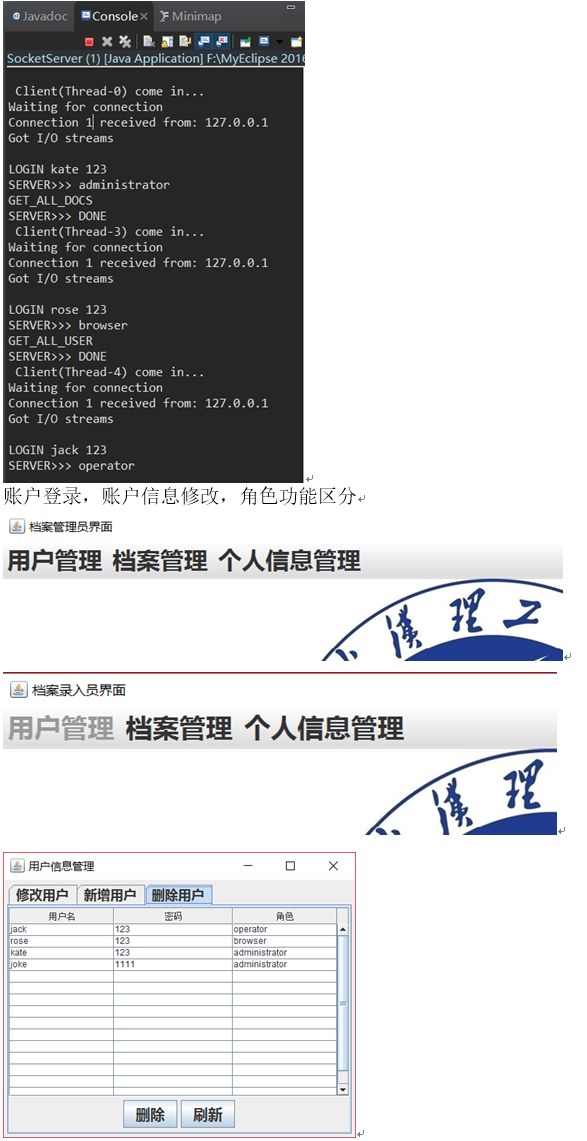 Javadoc Console Minimap
SocketServer (1) [Java Application] F:\MyEclipse 2016
Client(Thread-0) come in...
Waiting for connection
Connection 1 received from: 127.0.0.1
Got I/O streams
LOGIN kate 123
SERVER>>> administrator
GET_ALL_DOCS
SERVER>>> DONE
Client(Thread-3) come in...
Waiting for connection
Connection 1 received from: 127.0.0.1
Got I/O streams
LOGIN rose 123
SERVER>>> browser
GET_ALL_USER
SERVER>>> DONE
Client(Thread-4) come in...
Waiting for connection
Connection 1 received from: 127.0.0.1
Got I/O streams
LOGIN jack 123
SERVER>>> operator
账户登录，账户信息修改，角色功能区分
档案管理员界面
用户管理 档案管理 个人信息管理
漢理工
档案录入员界面
用户管理 档案管理 个人信息管理
漢理
用户信息管理
修改用户 新增用户 删除用户
用户名 密码 角色
jack 123 operator
rose 123 browser
kate 123 administrator
joke 1111 administrator
删除 刷新